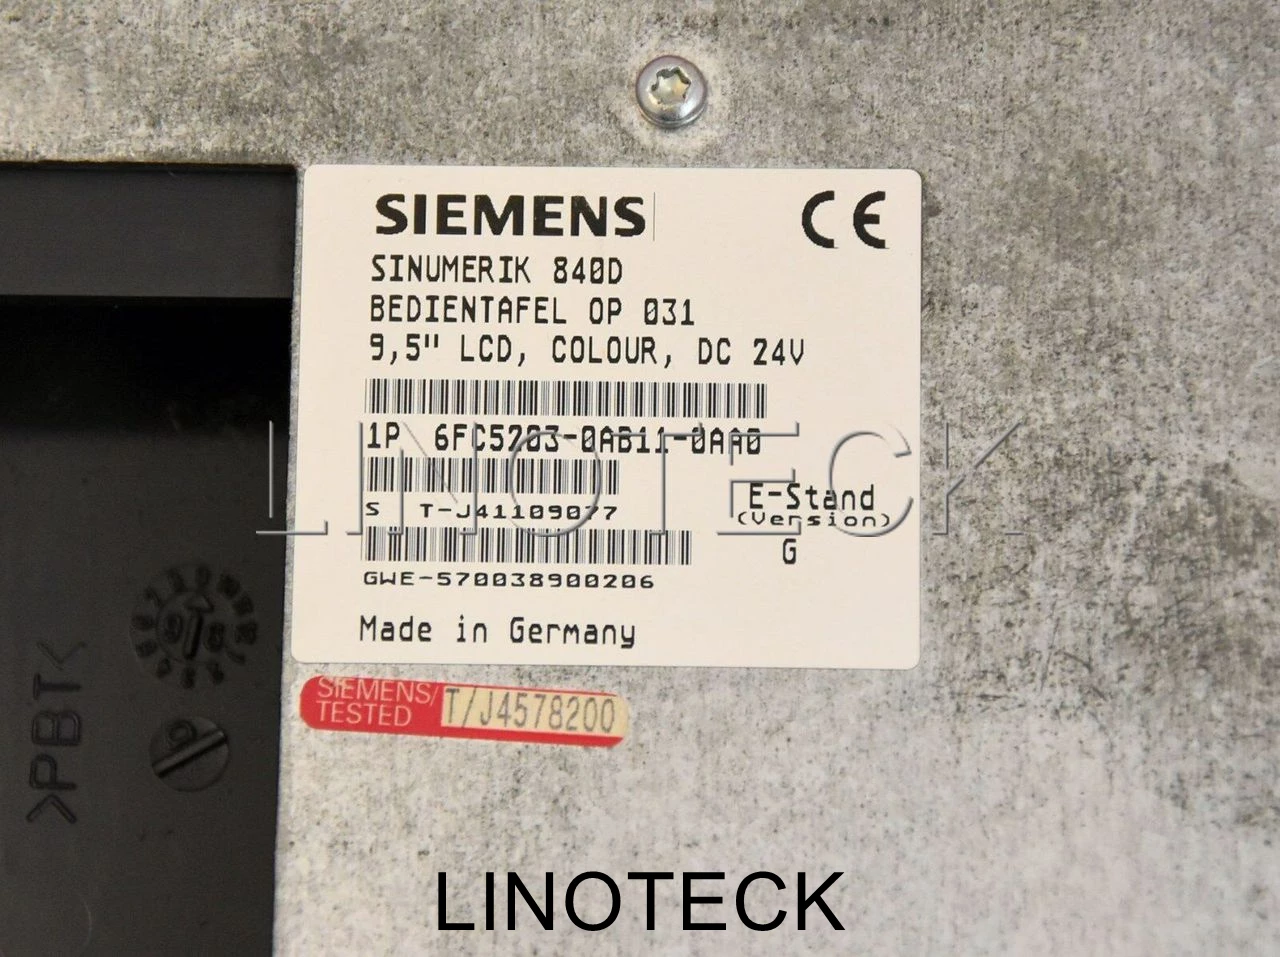 SIEMENS
CE
SINUMERIK 840D
BEDIENTAFEL OP 031
9,5" LCD, COLOUR, DC 24V
1P 6FC5203-0AB11-0AA0
LINOTECK
S T-J41109077
E-Stand
(Version)
G
GWE-570038900206
Made in Germany
SIEMENS/
TESTED
T/J4578200
>PBT<
LINOTECK